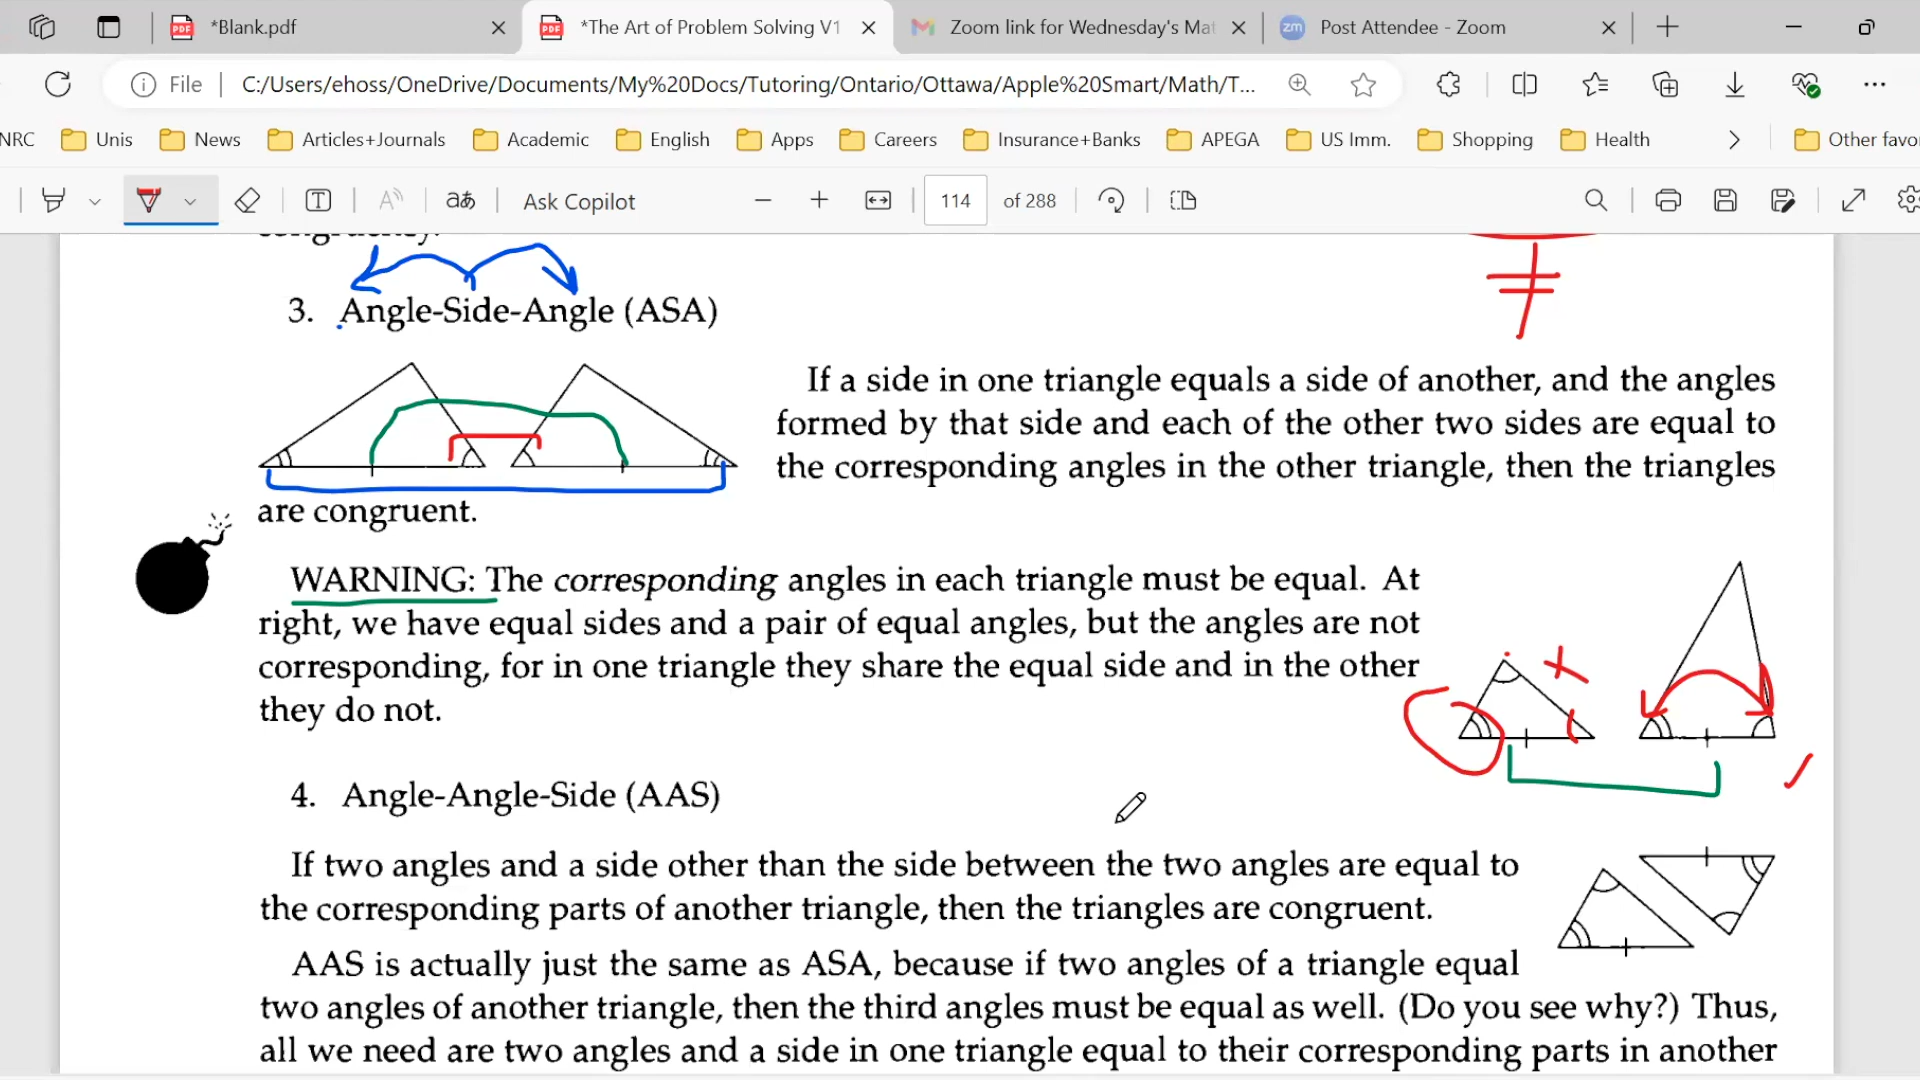 *Blank.pdf
*The Art of Problem Solving V1
Zoom link for Wednesday's Mat
zm
Post Attendee - Zoom
File
C:/Users/ehoss/OneDrive/Documents/My%20Docs/Tutoring/Ontario/Ottawa/Apple%20Smart/Math/T...
NRC
Unis
News
Articles+Journals
Academic
English
Apps
Careers
Insurance+Banks
APEGA
US Imm.
Shopping
Health
Other favo
aあ
Ask Copilot
114
of 288
congruency.
3. Angle-Side-Angle (ASA)
If a side in one triangle equals a side of another, and the angles
formed by that side and each of the other two sides are equal to
the corresponding angles in the other triangle, then the triangles
are congruent.
WARNING: The corresponding angles in each triangle must be equal. At
right, we have equal sides and a pair of equal angles, but the angles are not
corresponding, for in one triangle they share the equal side and in the other
they do not.
4. Angle-Angle-Side (AAS)
If two angles and a side other than the side between the two angles are equal to
the corresponding parts of another triangle, then the triangles are congruent.
AAS is actually just the same as ASA, because if two angles of a triangle equal
two angles of another triangle, then the third angles must be equal as well. (Do you see why?) Thus,
all we need are two angles and a side in one triangle equal to their corresponding parts in another